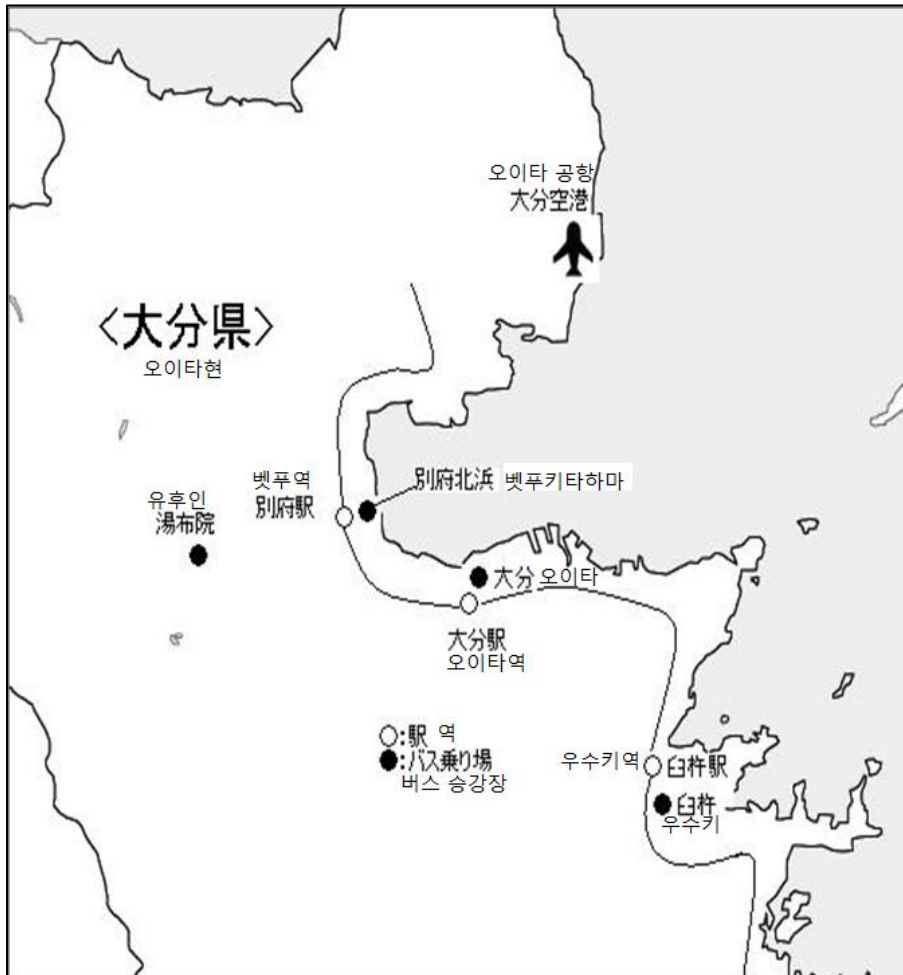 오이타 공항
大分空港
<大分県>
오이타현
벳푸역
別府駅
別府北浜 벳푸키타하마
유후인
湯布院
大分 오이타
大分駅
오이타역
○:駅 역
●:バス乗り場
버스 승강장
우수키역 臼杵駅
臼杵
우수키